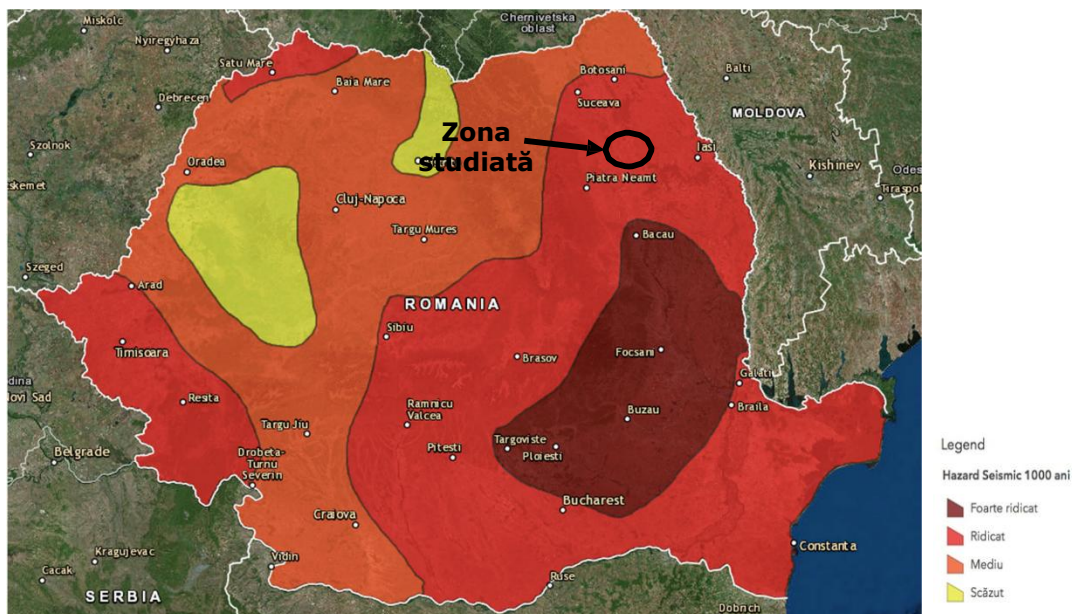 Miskolc
Chernivetska
oblast
Nyiregyhaza
Satu Mare
Botosani
Balti
Baia Mare
Suceava
Debrecen
MOLDOVA
Zona
studiată
Szolnok
Iasi
Oradea
Kishinev
Odes
Piatra Neamt
Tiraspol
Cluj-Napoca
Targu Mures
Bacau
Szeged
Arad
ROMANIA
Sibiu
Timisoara
Brasov
Focsani
Galati
Novi Sad
Resita
Ramnicu
Valcea
Braila
Buzau
Targu Jiu
Targoviste
Ploiesti
Pitesti
Belgrade
Drobeta-
Turnu
Severin
Bucharest
Craiova
Constanta
Vidin
Kragujevac
Cacak
Ruse
SERBIA
Dobrich
Legend
Hazard Seismic 1000 ani
Foarte ridicat
Ridicat
Mediu
Scăzut